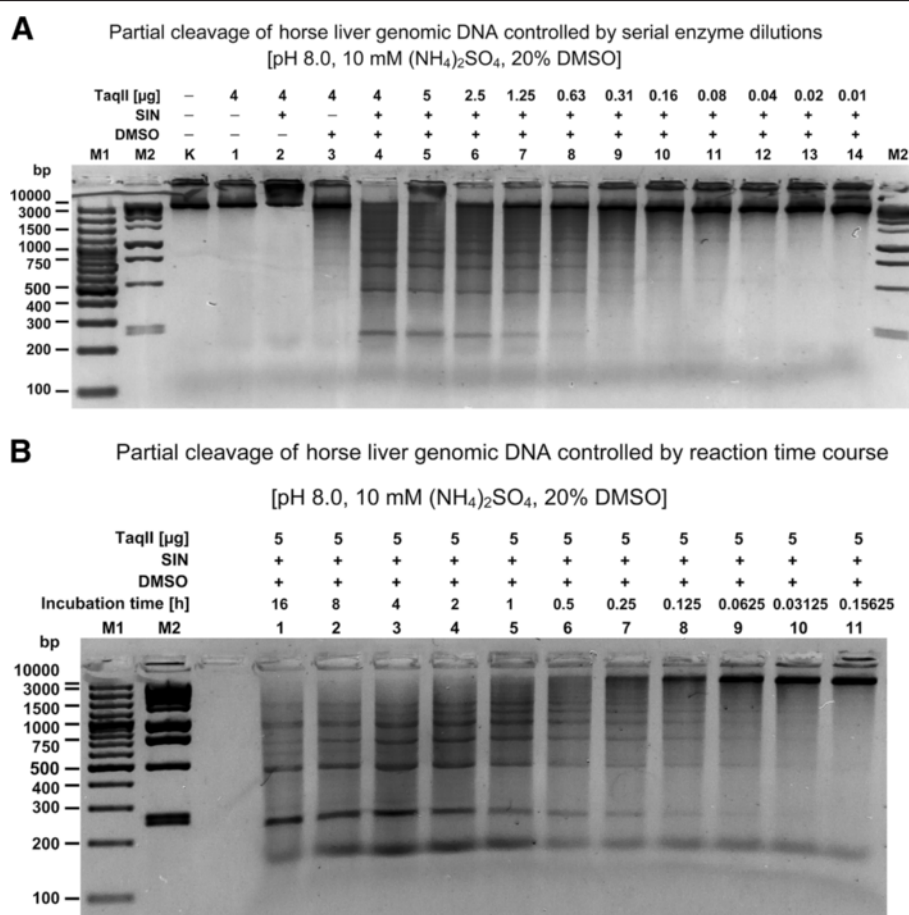 A
Partial cleavage of horse liver genomic DNA controlled by serial enzyme dilutions
[pH 8.0, 10 mM (NH₄)₂SO₄, 20% DMSO]
TaqII [µg] – 4 4 4 4 5 2.5 1.25 0.63 0.31 0.16 0.08 0.04 0.02 0.01
SIN – – + – + + + + + + + + + + +
DMSO – – – + + + + + + + + + + + +
M1 M2 K 1 2 3 4 5 6 7 8 9 10 11 12 13 14 M2
bp
10000
3000
1500
1000
750
500
400
300
200
100
B
Partial cleavage of horse liver genomic DNA controlled by reaction time course
[pH 8.0, 10 mM (NH₄)₂SO₄, 20% DMSO]
TaqII [µg] 5 5 5 5 5 5 5 5 5 5 5
SIN + + + + + + + + + + +
DMSO + + + + + + + + + + +
Incubation time [h] 16 8 4 2 1 0.5 0.25 0.125 0.0625 0.03125 0.15625
M1 M2 1 2 3 4 5 6 7 8 9 10 11
bp
10000
3000
1500
1000
750
500
400
300
200
100